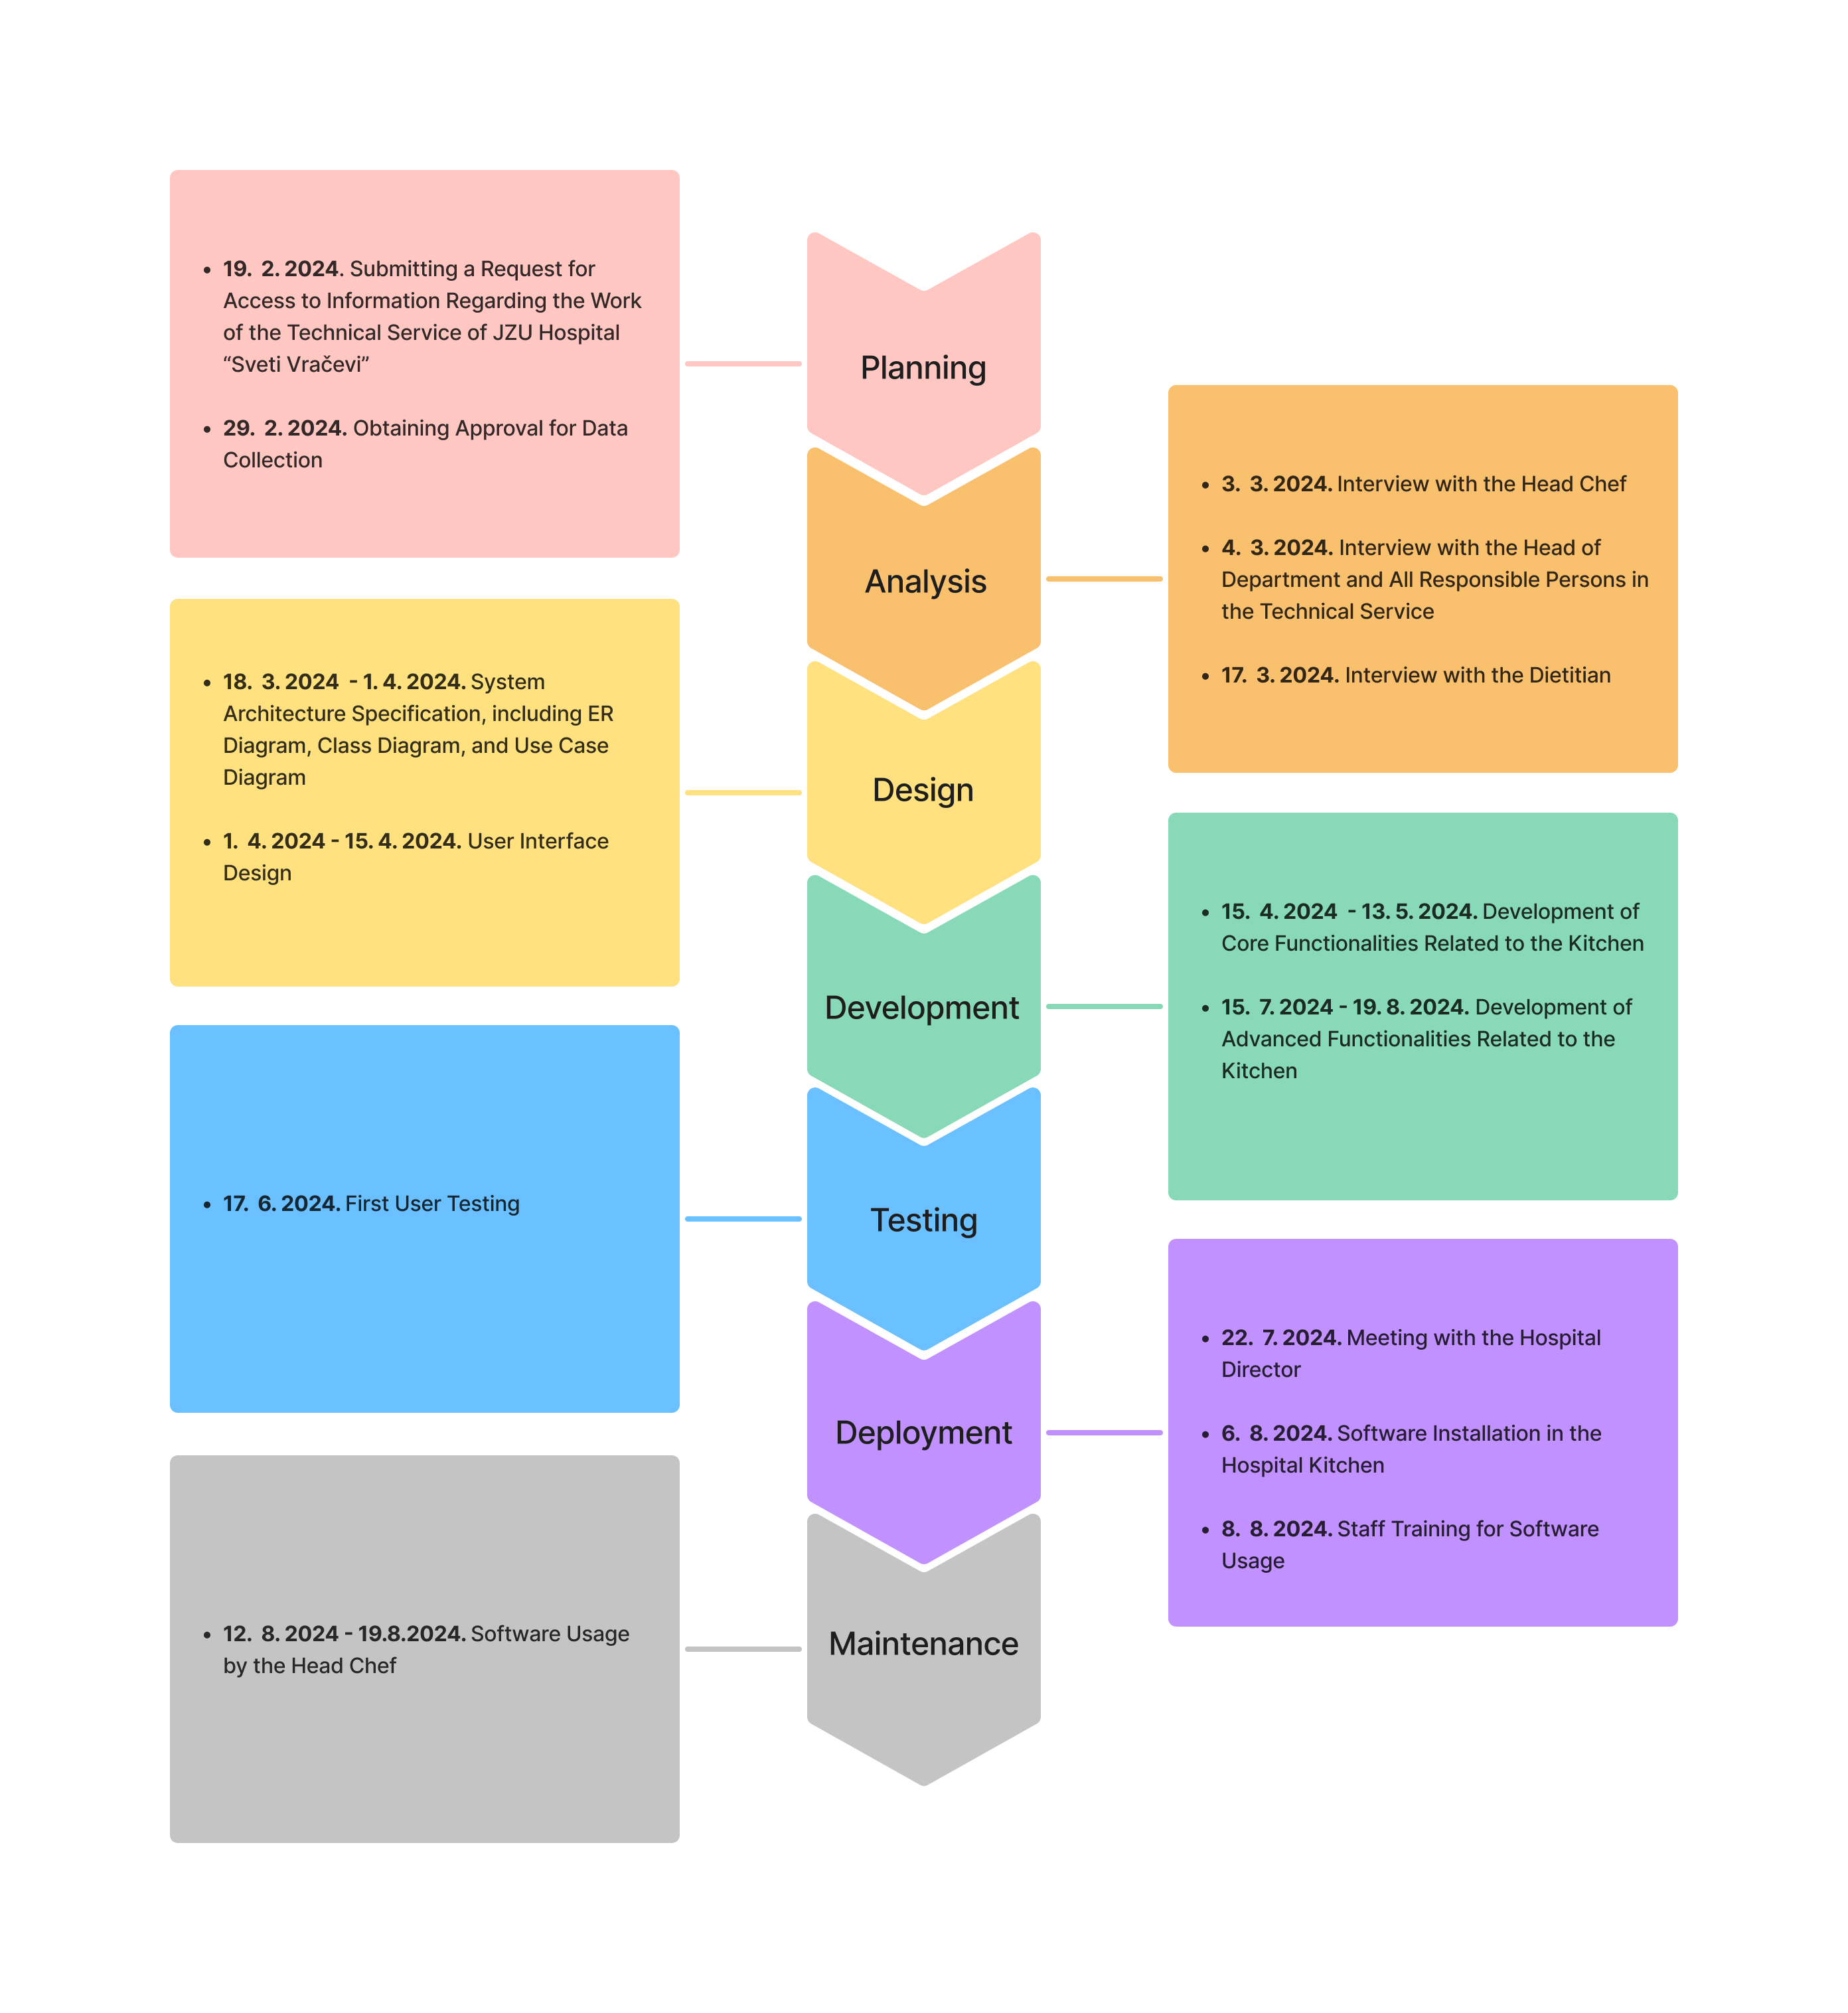 • 19. 2. 2024. Submitting a Request for
Access to Information Regarding the Work
of the Technical Service of JZU Hospital
“Sveti Vračevi”
• 29. 2. 2024. Obtaining Approval for Data
Collection
Planning
• 3. 3. 2024. Interview with the Head Chef
• 4. 3. 2024. Interview with the Head of
Department and All Responsible Persons in
the Technical Service
• 17. 3. 2024. Interview with the Dietitian
Analysis
• 18. 3. 2024 - 1. 4. 2024. System
Architecture Specification, including ER
Diagram, Class Diagram, and Use Case
Diagram
• 1. 4. 2024 - 15. 4. 2024. User Interface
Design
Design
• 15. 4. 2024 - 13. 5. 2024. Development of
Core Functionalities Related to the Kitchen
• 15. 7. 2024 - 19. 8. 2024. Development of
Advanced Functionalities Related to the
Kitchen
Development
• 17. 6. 2024. First User Testing
Testing
• 22. 7. 2024. Meeting with the Hospital
Director
• 6. 8. 2024. Software Installation in the
Hospital Kitchen
• 8. 8. 2024. Staff Training for Software
Usage
Deployment
• 12. 8. 2024 - 19.8.2024. Software Usage
by the Head Chef
Maintenance